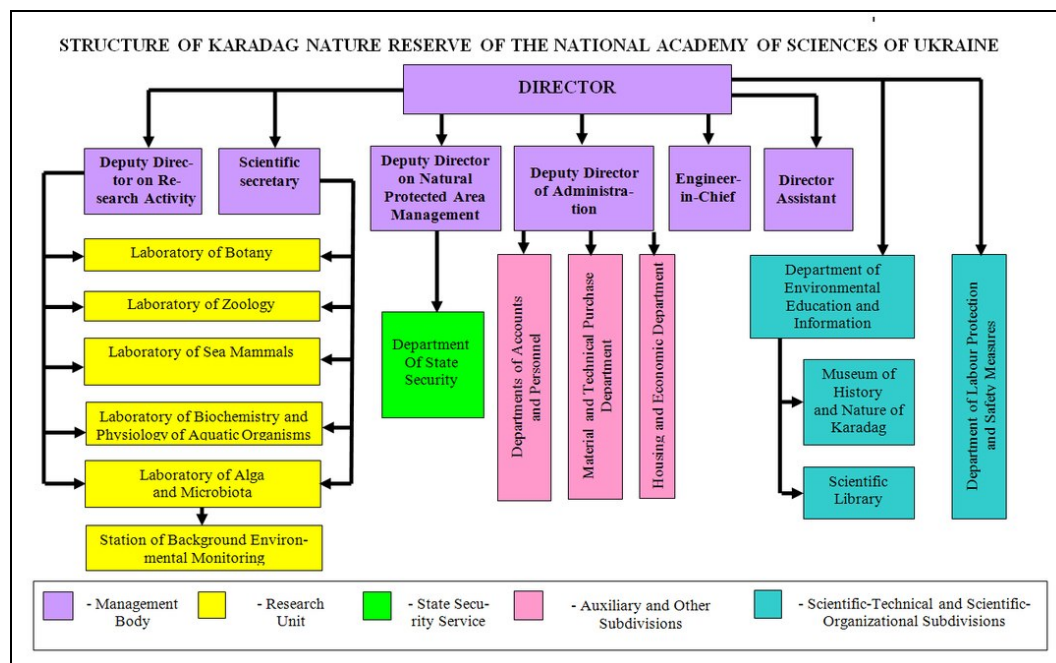 STRUCTURE OF KARADAG NATURE RESERVE OF THE NATIONAL ACADEMY OF SCIENCES OF UKRAINE
DIRECTOR
Deputy Direc-
tor on Re-
search Activity
Scientific
secretary
Deputy Director
on Natural
Protected Area
Management
Deputy Director
of Administra-
tion
Engineer-
in-Chief
Director
Assistant
Laboratory of Botany
Laboratory of Zoology
Laboratory of Sea Mammals
Laboratory of Biochemistry and
Physiology of Aquatic Organisms
Laboratory of Alga
and Microbiota
Station of Background Environ-
mental Monitoring
Department
Of State
Security
Departments of Accounts
and Personnel
Material and Technical Purchase
Department
Housing and Economic Department
Department of
Environmental
Education and
Information
Museum of
History
and Nature of
Karadag
Scientific
Library
Department of Labour Protection
and Safety Measures
- Management
Body
- Research
Unit
- State Secu-
rity Service
- Auxiliary and Other
Subdivisions
- Scientific-Technical and Scientific-
Organizational Subdivisions